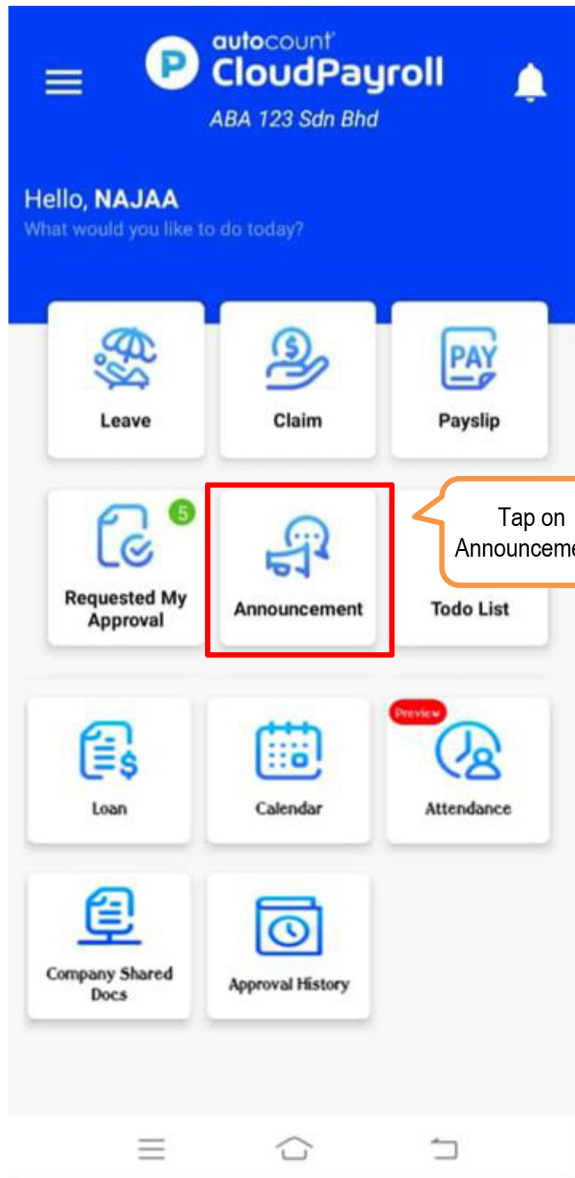 autocount
P CloudPayroll
ABA 123 Sdn Bhd
Hello, NAJAA
What would you like to do today?
PAY
Leave
Claim
Payslip
5
Tap on
Requested My
Approval
Announcement
Todo List
Preview
Loan
Calendar
Attendance
Company Shared
Docs
Approval History